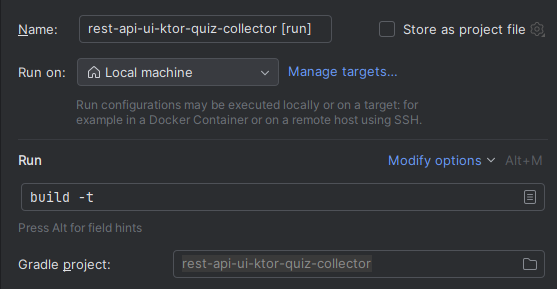 Name: rest-api-ui-ktor-quiz-collector [run] Store as project file
Run on: Local machine Manage targets...
Run configurations may be executed locally or on a target: for
example in a Docker Container or on a remote host using SSH.
Run Modify options Alt+M
build -t
Press Alt for field hints
Gradle project: rest-api-ui-ktor-quiz-collector